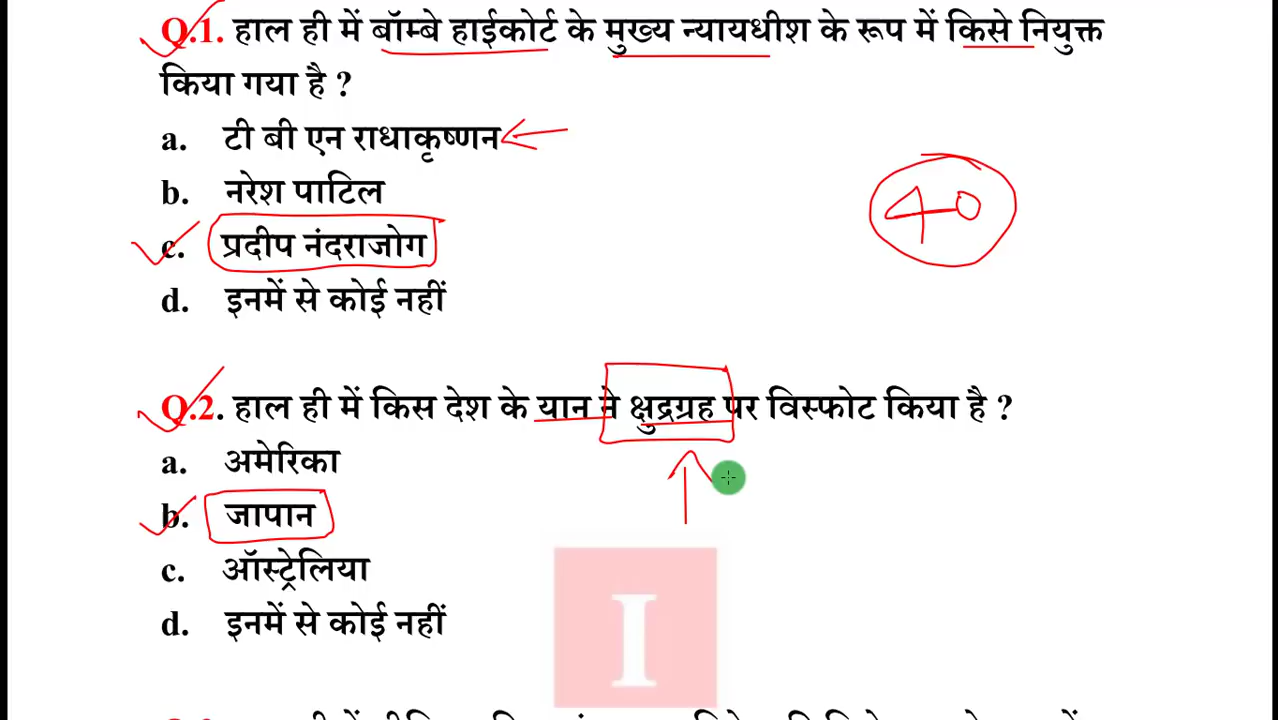 Q.1. हाल ही में बॉम्बे हाईकोर्ट के मुख्य न्यायधीश के रूप में किसे नियुक्त
किया गया है ?
a. टी बी एन राधाकृष्णन
b. नरेश पाटिल
40
c. प्रदीप नंदराजोग
d. इनमें से कोई नहीं
Q.2. हाल ही में किस देश के यान ने क्षुद्रग्रह पर विस्फोट किया है ?
a. अमेरिका
b. जापान
c. ऑस्ट्रेलिया
d. इनमें से कोई नहीं
I